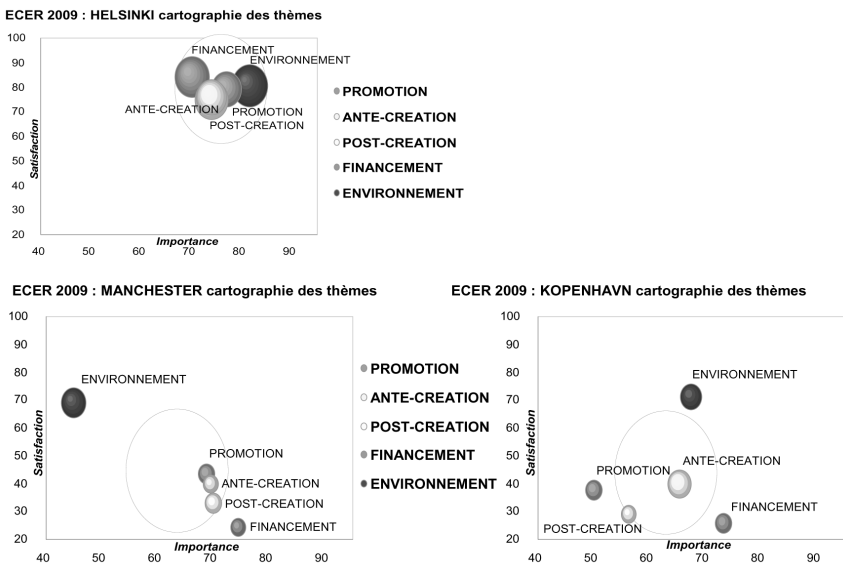 ECER 2009 : HELSINKI cartographie des thèmes
100
90
80
70
60
50
40
30
20
Satisfaction
FINANCEMENT
ENVIRONNEMENT
ANTE-CREATION
PROMOTION
POST-CREATION
Importance
40 50 60 70 80 90
PROMOTION
ANTE-CREATION
POST-CREATION
FINANCEMENT
ENVIRONNEMENT
ECER 2009 : MANCHESTER cartographie des thèmes
100
90
80
70
60
50
40
30
20
Satisfaction
ENVIRONNEMENT
PROMOTION
ANTE-CREATION
POST-CREATION
FINANCEMENT
Importance
40 50 60 70 80 90
PROMOTION
ANTE-CREATION
POST-CREATION
FINANCEMENT
ENVIRONNEMENT
ECER 2009 : KOPENHAVN cartographie des thèmes
100
90
80
70
60
50
40
30
20
Satisfaction
ENVIRONNEMENT
ANTE-CREATION
PROMOTION
FINANCEMENT
POST-CREATION
Importance
40 50 60 70 80 90